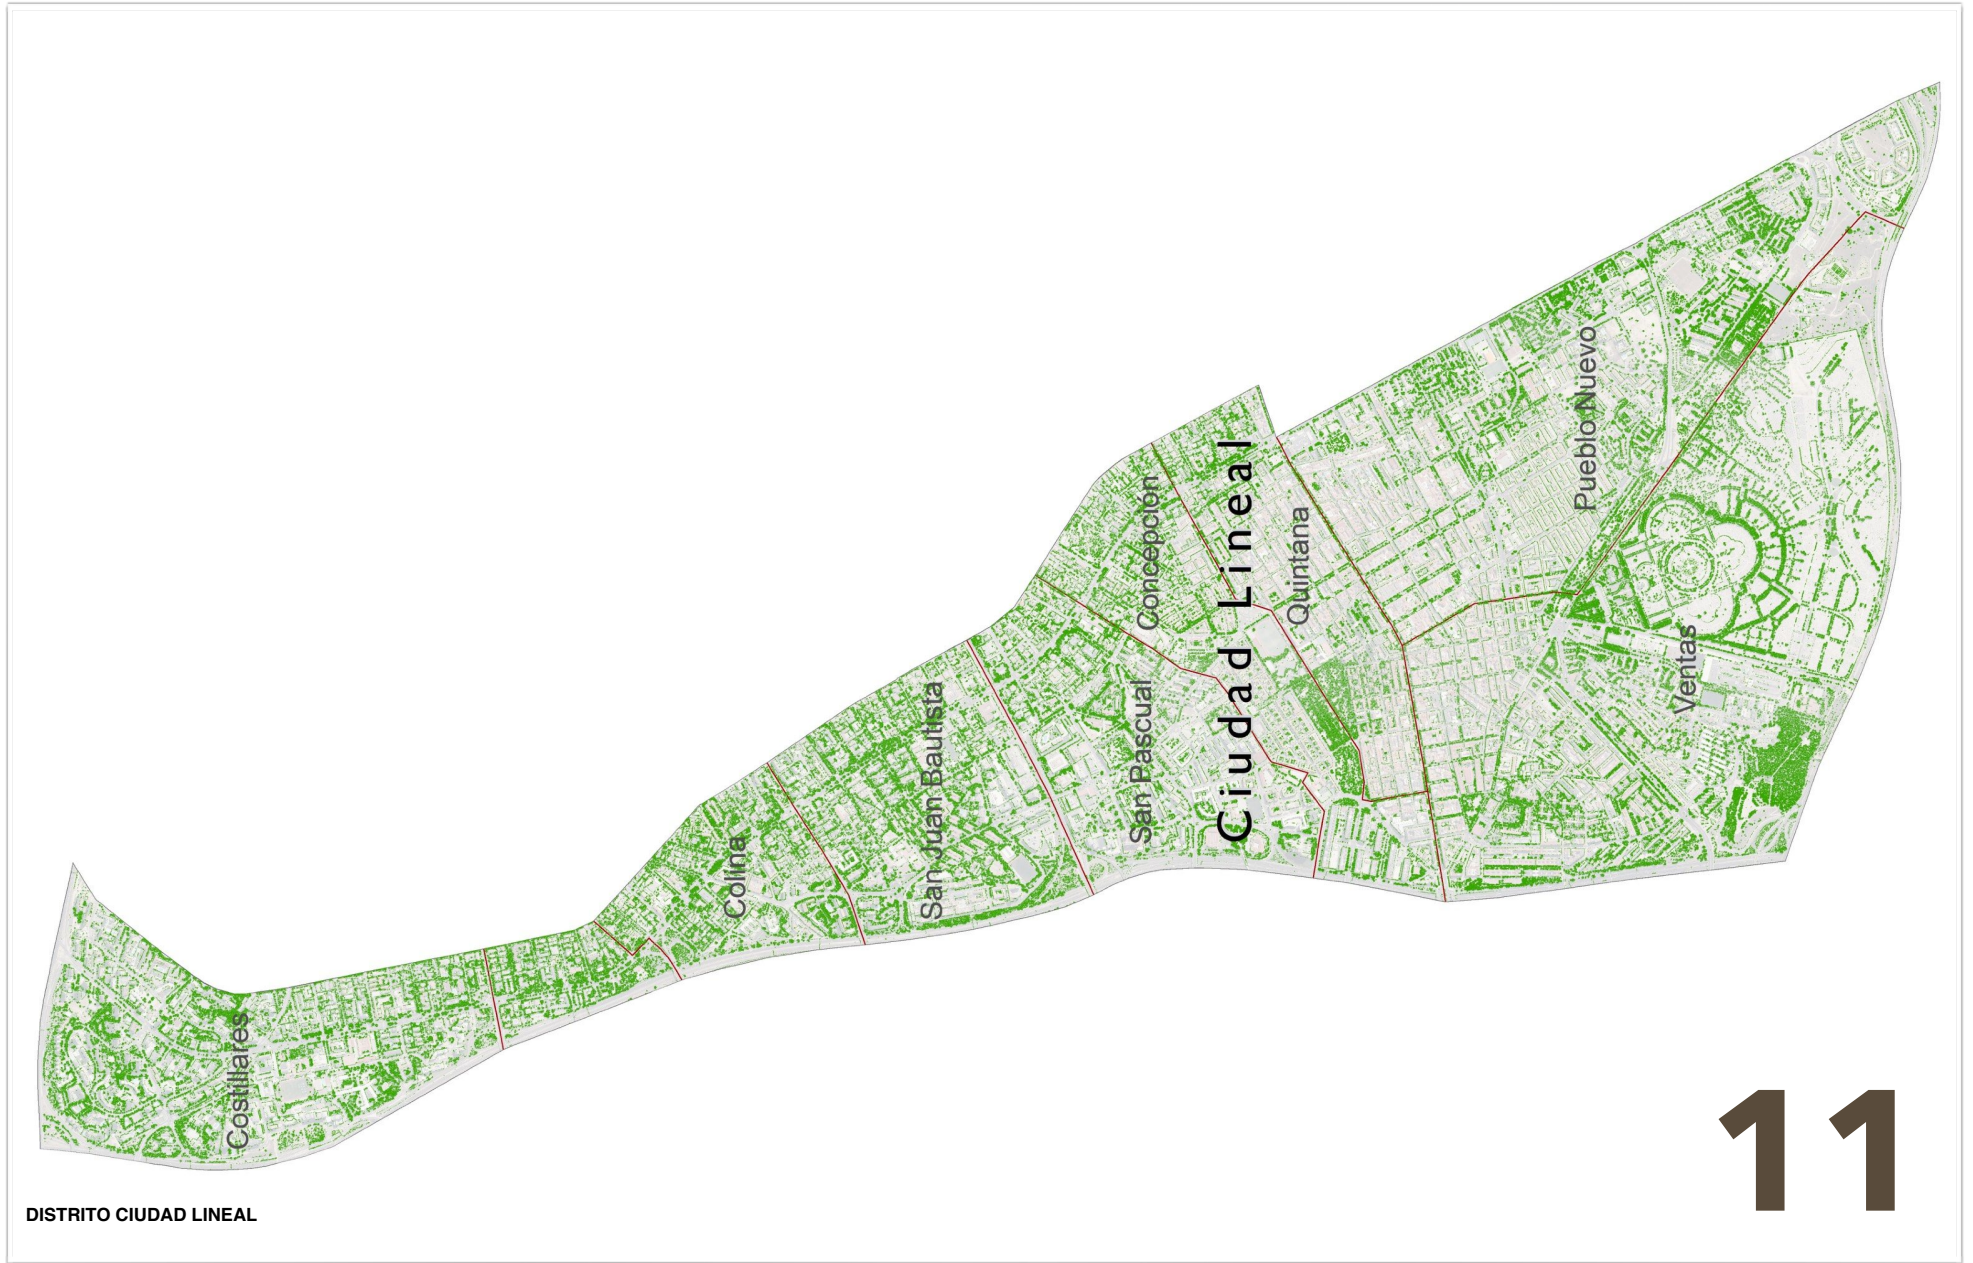 Costillares
Colina
San Juan Bautista
San Pascual
Concepción
Ciudad Lineal
Quintana
Pueblo Nuevo
Ventas
11
DISTRITO CIUDAD LINEAL